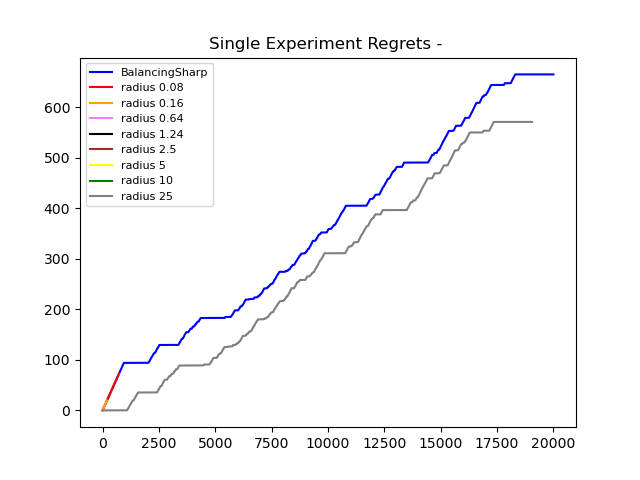 Single Experiment Regrets -
BalancingSharp
radius 0.08
radius 0.16
radius 0.64
radius 1.24
radius 2.5
radius 5
radius 10
radius 25
600
500
400
300
200
100
0
0 2500 5000 7500 10000 12500 15000 17500 20000